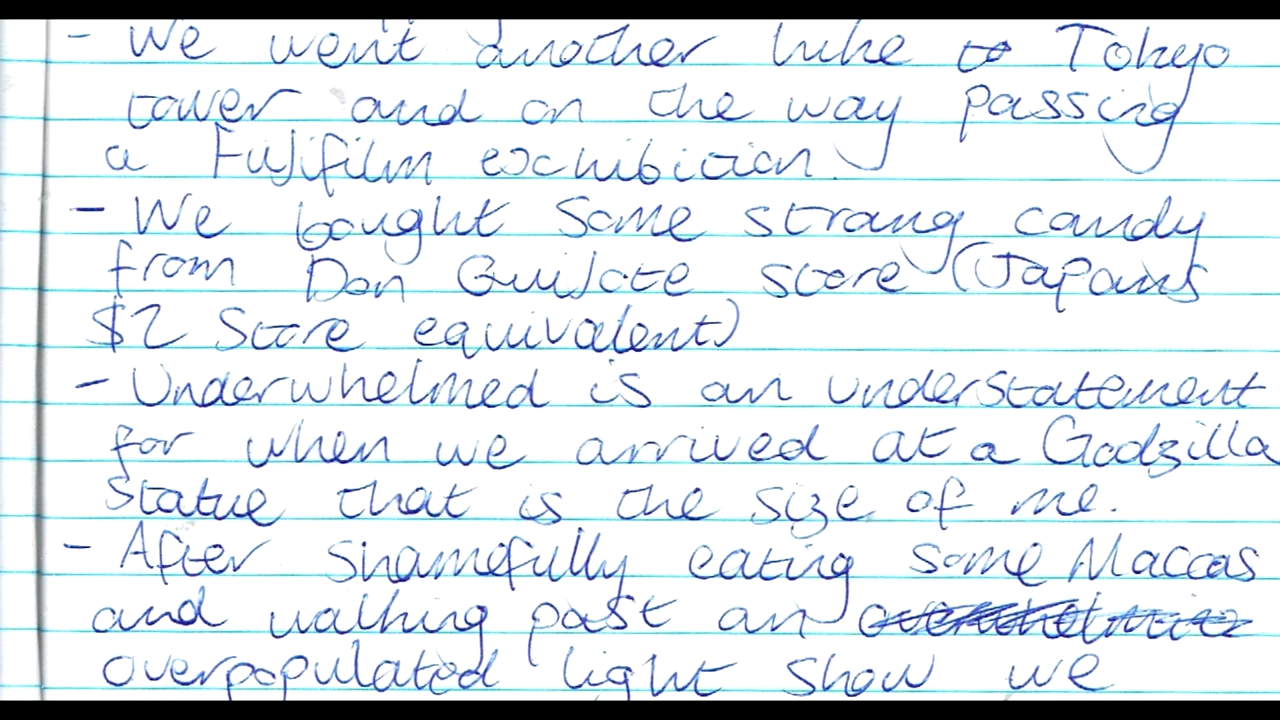 - We went another hike to Tokyo
tower and on the way passing
a Fujifilm exhibition.
- We bought some strang candy
from Don Quijote store (Japans
$2 Store equivalent)
- Underwhelmed is an understatement
for when we arrived at a Godzilla
statue that is the size of me.
- After shamefully eating some Maccas
and walking past an
overpopulated light show we